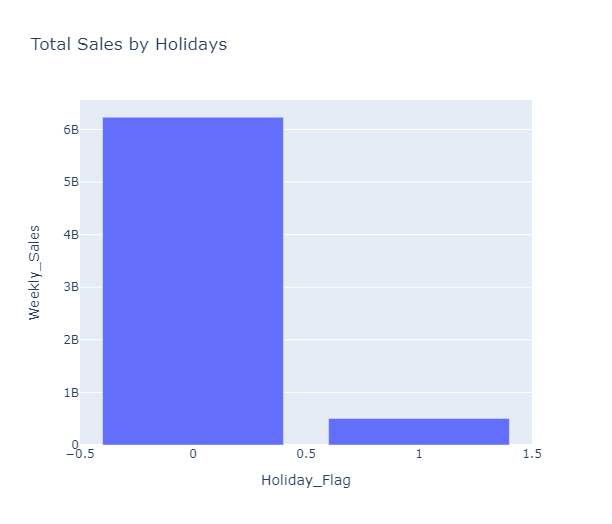 Total Sales by Holidays
6B
5B
4B
3B
2B
1B
0
−0.5 0 0.5 1 1.5
Weekly_Sales
Holiday_Flag